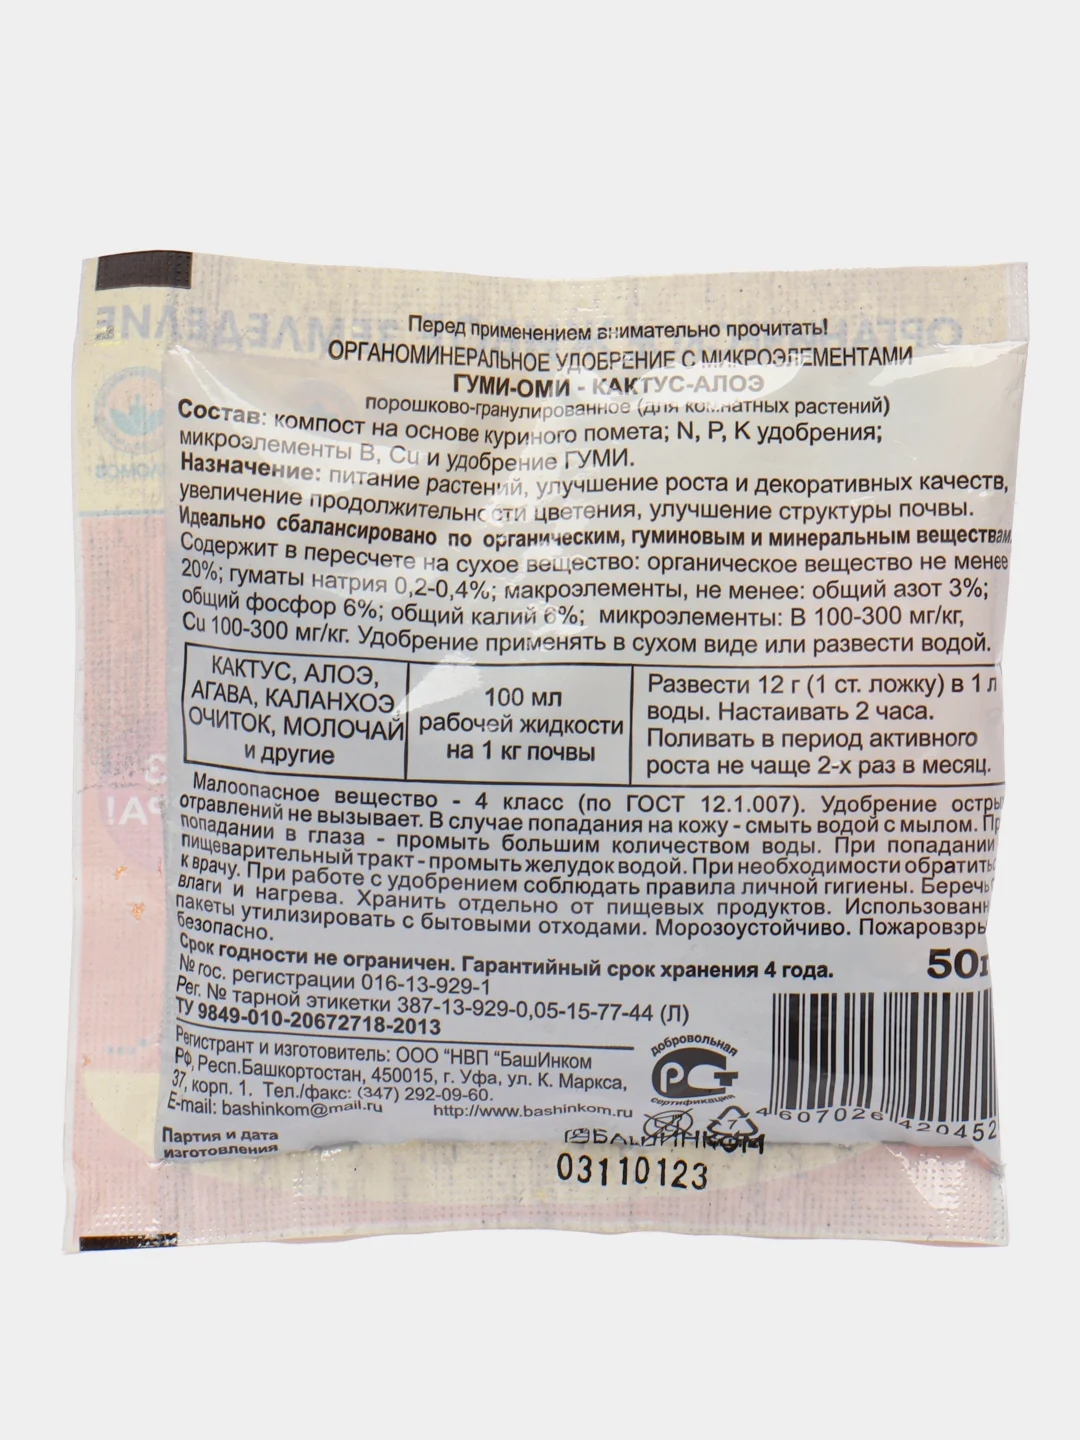 Перед применением внимательно прочитать!
ОРГАНОМИНЕРАЛЬНОЕ УДОБРЕНИЕ С МИКРОЭЛЕМЕНТАМИ
ГУМИ-ОМИ - КАКТУС-АЛОЭ
порошково-гранулированное (для комнатных растений)
Состав: компост на основе куриного помета; N, P, K удобрения;
микроэлементы B, Cu и удобрение ГУМИ.
Назначение: питание растений, улучшение роста и декоративных качеств,
увеличение продолжительности цветения, улучшение структуры почвы.
Идеально сбалансировано по органическим, гуминовым и минеральным веществам.
Содержит в пересчете на сухое вещество: органическое вещество не менее
20%; гуматы натрия 0,2-0,4%; макроэлементы, не менее: общий азот 3%;
общий фосфор 6%; общий калий 6%; микроэлементы: B 100-300 мг/кг,
Cu 100-300 мг/кг. Удобрение применять в сухом виде или развести водой.
КАКТУС, АЛОЭ,
АГАВА, КАЛАНХОЭ,
ОЧИТОК, МОЛОЧАЙ
и другие
100 мл
рабочей жидкости
на 1 кг почвы
Развести 12 г (1 ст. ложку) в 1 л
воды. Настаивать 2 часа.
Поливать в период активного
роста не чаще 2-х раз в месяц.
Малоопасное вещество - 4 класс (по ГОСТ 12.1.007). Удобрение острых
отравлений не вызывает. В случае попадания на кожу - смыть водой с мылом. Пр
попадании в глаза - промыть большим количеством воды. При попадании
пищеварительный тракт - промыть желудок водой. При необходимости обратитьс
к врачу. При работе с удобрением соблюдать правила личной гигиены. Беречь
влаги и нагрева. Хранить отдельно от пищевых продуктов. Использованн
пакеты утилизировать с бытовыми отходами. Морозоустойчиво. Пожаровзры
безопасно.
Срок годности не ограничен. Гарантийный срок хранения 4 года.
50г
№ гос. регистрации 016-13-929-1
Рег. № тарной этикетки 387-13-929-0,05-15-77-44 (Л)
ТУ 9849-010-20672718-2013
Регистрант и изготовитель: ООО "НВП "БашИнком
РФ, Респ.Башкортостан, 450015, г. Уфа, ул. К. Маркса,
37, корп. 1. Тел./факс: (347) 292-09-60.
E-mail: bashinkom@mail.ru http://www.bashinkom.ru
добровольная
РСТ
сертификация
7
4 607026 420452
Партия и дата
изготовления
БАШИНКОМ
03110123